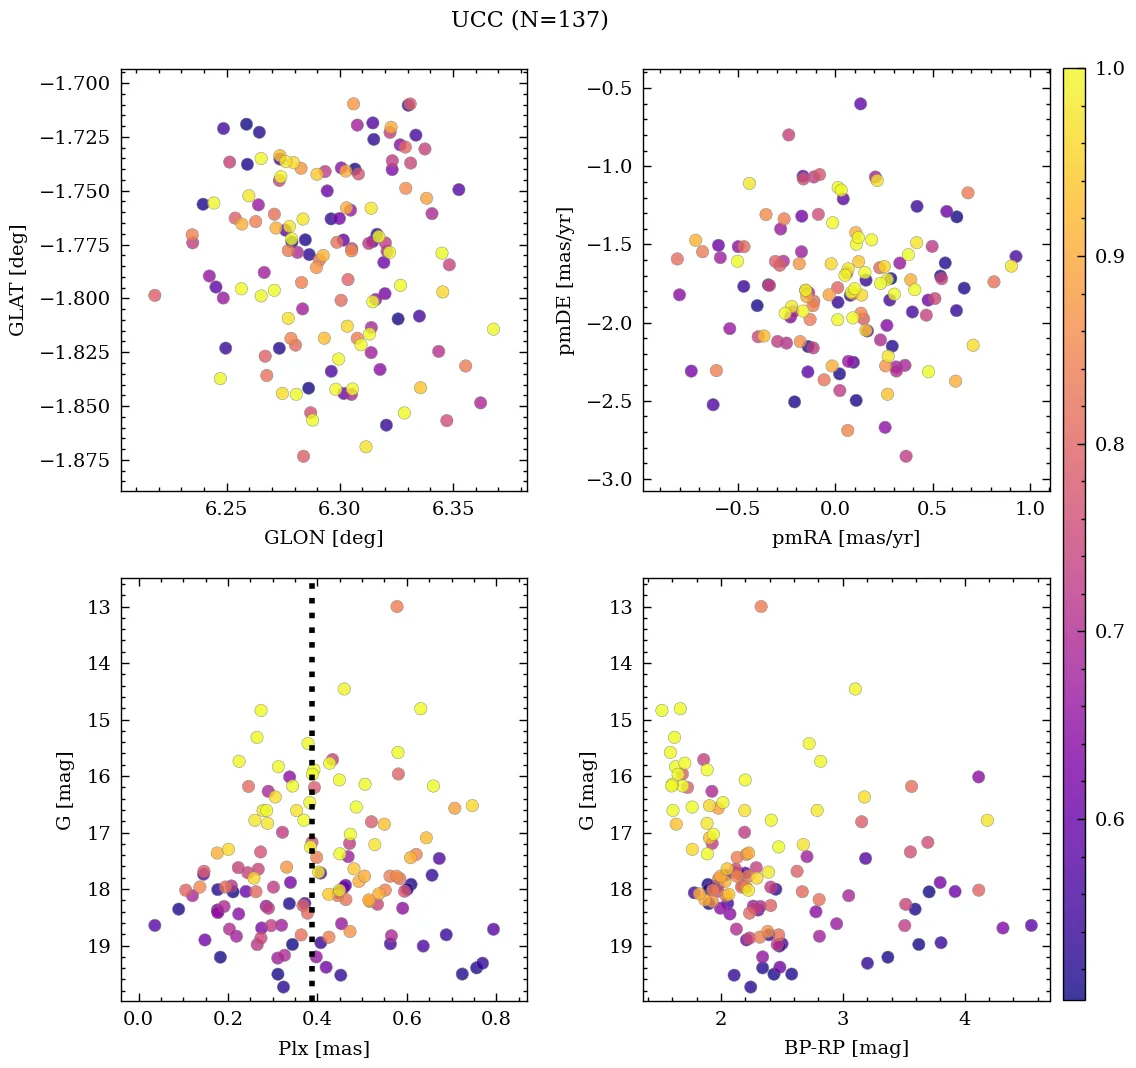 UCC (N=137)
−1.700
−1.725
−1.750
−1.775
−1.800
−1.825
−1.850
−1.875
GLAT [deg]
6.25 6.30 6.35
GLON [deg]
−0.5
−1.0
−1.5
−2.0
−2.5
−3.0
pmDE [mas/yr]
−0.5 0.0 0.5 1.0
pmRA [mas/yr]
1.0
0.9
0.8
0.7
0.6
13
14
15
16
17
18
19
G [mag]
0.0 0.2 0.4 0.6 0.8
Plx [mas]
13
14
15
16
17
18
19
G [mag]
2 3 4
BP-RP [mag]